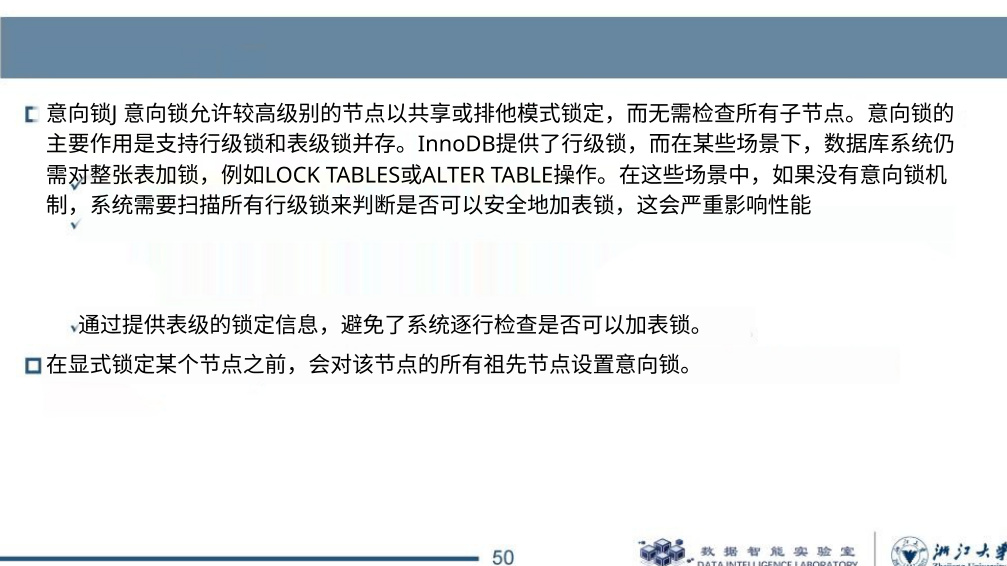 意向锁J 意向锁允许较高级别的节点以共享或排他模式锁定，而无需检查所有子节点。意向锁的
主要作用是支持行级锁和表级锁并存。InnoDB提供了行级锁，而在某些场景下，数据库系统仍
需对整张表加锁，例如LOCK TABLES或ALTER TABLE操作。在这些场景中，如果没有意向锁机
制，系统需要扫描所有行级锁来判断是否可以安全地加表锁，这会严重影响性能
通过提供表级的锁定信息，避免了系统逐行检查是否可以加表锁。
在显式锁定某个节点之前，会对该节点的所有祖先节点设置意向锁。
50
数据智能实验室
DATA INTELLIGENCE LABORATORY
浙江大学
Zhejiang University